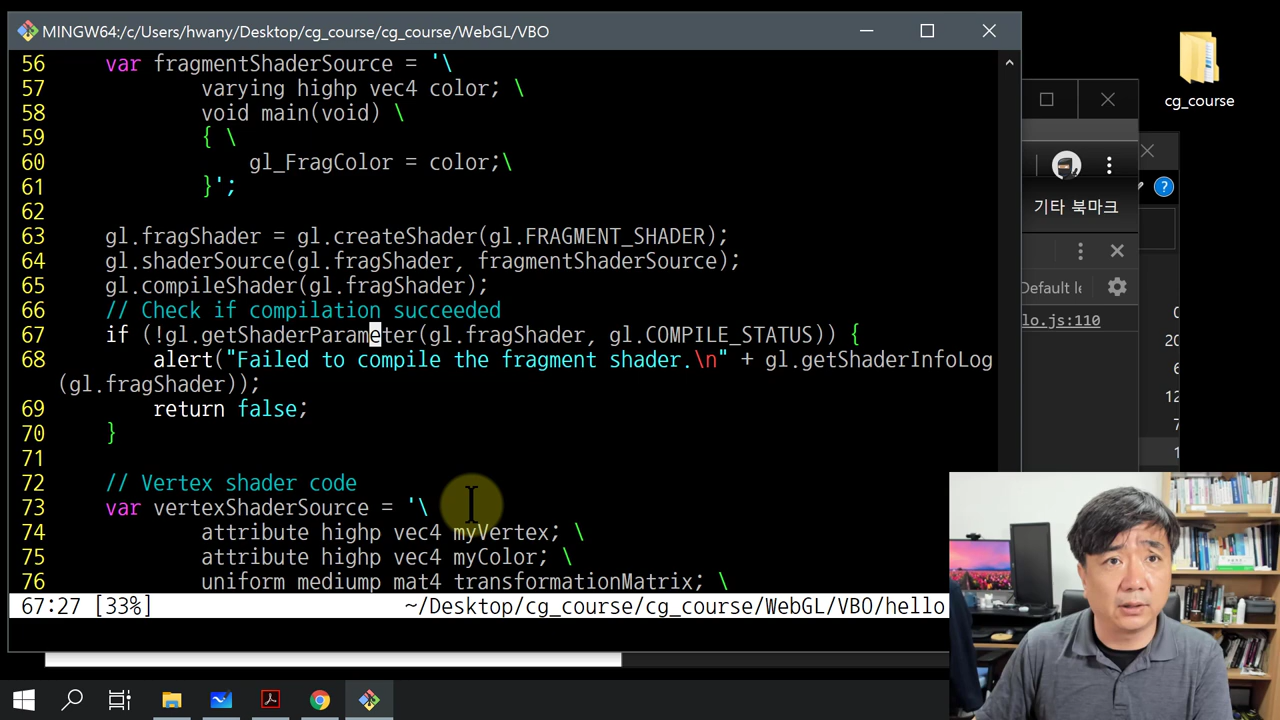 MINGW64:/c/Users/hwany/Desktop/cg_course/cg_course/WebGL/VBO
56 var fragmentShaderSource = '\
57 varying highp vec4 color; \
58 void main(void) \
59 { \
60 gl_FragColor = color;\
61 }';
62
63 gl.fragShader = gl.createShader(gl.FRAGMENT_SHADER);
64 gl.shaderSource(gl.fragShader, fragmentShaderSource);
65 gl.compileShader(gl.fragShader);
66 // Check if compilation succeeded
67 if (!gl.getShaderParameter(gl.fragShader, gl.COMPILE_STATUS)) {
68 alert("Failed to compile the fragment shader.\n" + gl.getShaderInfoLog
(gl.fragShader));
69 return false;
70 }
71
72 // Vertex shader code
73 var vertexShaderSource = '\
74 attribute highp vec4 myVertex; \
75 attribute highp vec4 myColor; \
76 uniform mediump mat4 transformationMatrix; \
67:27 [33%] ~/Desktop/cg_course/cg_course/WebGL/VBO/hello
cg_course
기타 북마크
lo.js:110